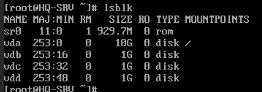 [root@HQ-SRV ~]# lsblk
NAME MAJ:MIN RM   SIZE RO TYPE MOUNTPOINTS
sr0   11:0    1 929.7M  0 rom
vda  253:0    0    10G  0 disk /
vdb  253:16   0     1G  0 disk
vdc  253:32   0     1G  0 disk
vdd  253:48   0     1G  0 disk
[root@HQ-SRV ~]#